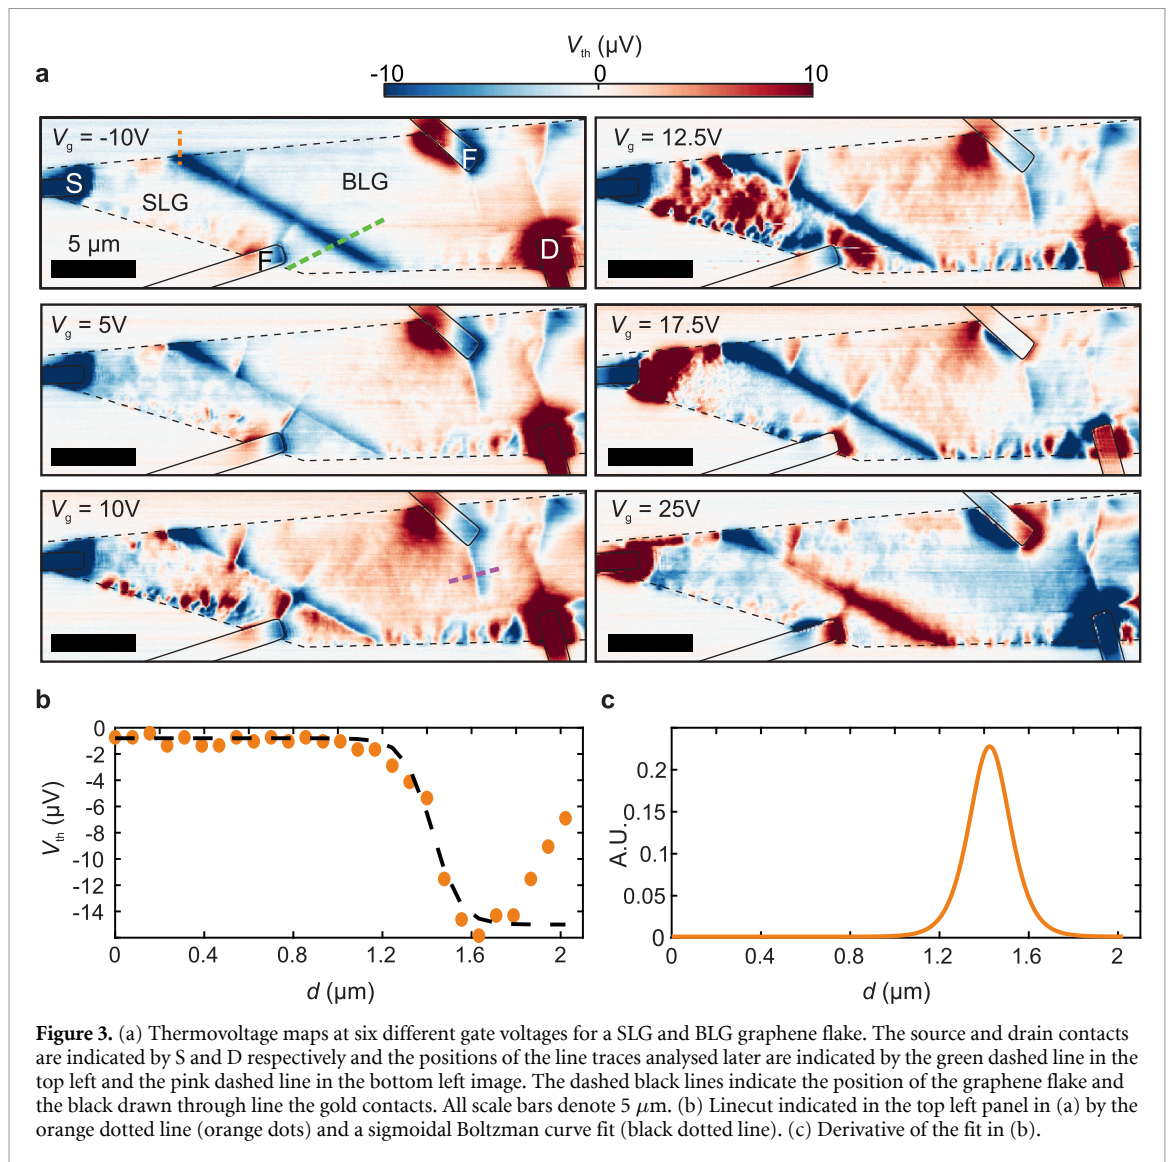 V_th (µV)
a
-10 0 10
V_g = -10V
S
SLG
BLG
F
F
D
5 µm
V_g = 12.5V
V_g = 5V
V_g = 17.5V
V_g = 10V
V_g = 25V
b
0
-2
-4
-6
-8
-10
-12
-14
V_th (µV)
0 0.4 0.8 1.2 1.6 2
d (µm)
c
0.2
0.15
0.1
0.05
0
A.U.
0 0.4 0.8 1.2 1.6 2
d (µm)
Figure 3. (a) Thermovoltage maps at six different gate voltages for a SLG and BLG graphene flake. The source and drain contacts
are indicated by S and D respectively and the positions of the line traces analysed later are indicated by the green dashed line in the
top left and the pink dashed line in the bottom left image. The dashed black lines indicate the position of the graphene flake and
the black drawn through line the gold contacts. All scale bars denote 5 µm. (b) Linecut indicated in the top left panel in (a) by the
orange dotted line (orange dots) and a sigmoidal Boltzman curve fit (black dotted line). (c) Derivative of the fit in (b).